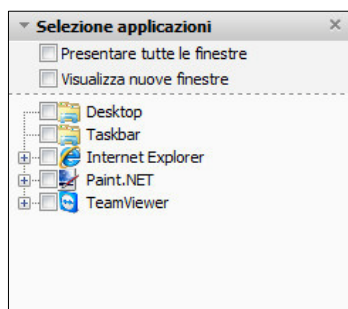 Selezione applicazioni
Presentare tutte le finestre
Visualizza nuove finestre
Desktop
Taskbar
Internet Explorer
Paint.NET
TeamViewer